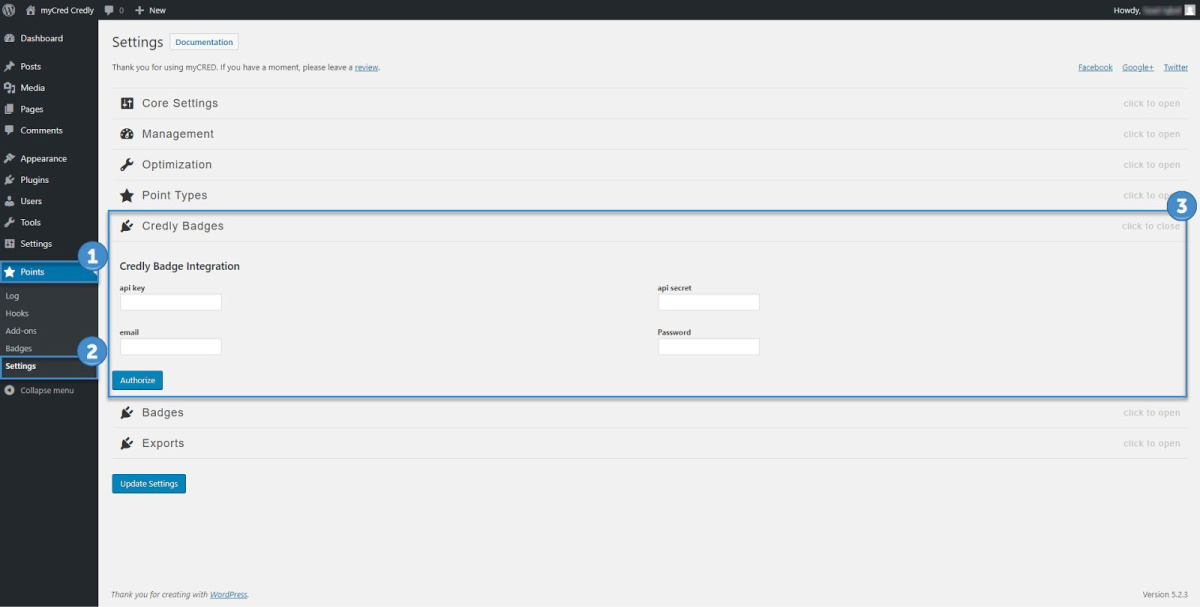 myCred Credly 0 New Howdy,
Dashboard
Posts
Media
Pages
Comments
Appearance
Plugins
Users
Tools
Settings
1
Points
Log
Hooks
Add-ons
Badges
2
Settings
Collapse menu
Settings Documentation
Thank you for using myCRED. If you have a moment, please leave a review. Facebook Google+ Twitter
Core Settings click to open
Management click to open
Optimization click to open
Point Types click to open
3
Credly Badges click to close
Credly Badge Integration
api key api secret
email Password
Authorize
Badges click to open
Exports click to open
Update Settings
Thank you for creating with WordPress. Version 5.2.3